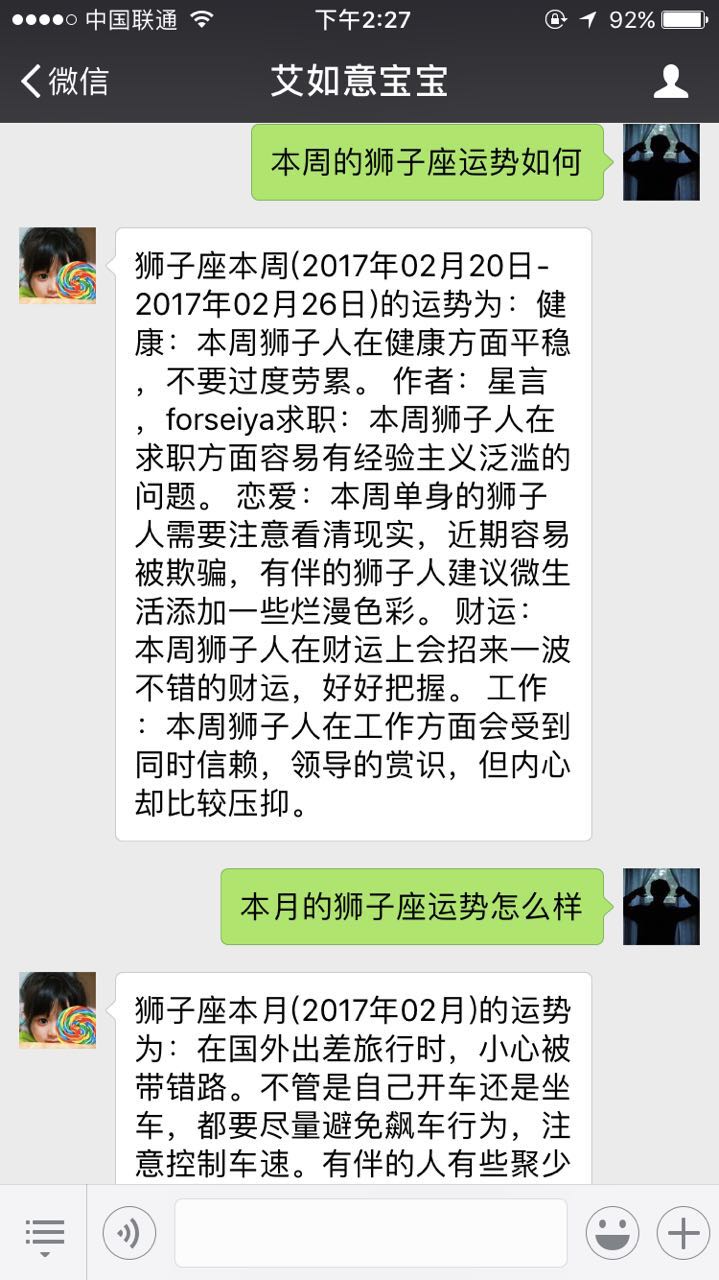 中国联通 下午2:27 92%
微信 艾如意宝宝
本周的狮子座运势如何
狮子座本周(2017年02月20日-
2017年02月26日)的运势为：健
康：本周狮子人在健康方面平稳
，不要过度劳累。 作者：星言
，forseiya求职：本周狮子人在
求职方面容易有经验主义泛滥的
问题。 恋爱：本周单身的狮子
人需要注意看清现实，近期容易
被欺骗，有伴的狮子人建议微生
活添加一些烂漫色彩。 财运：
本周狮子人在财运上会招来一波
不错的财运，好好把握。 工作
：本周狮子人在工作方面会受到
同时信赖，领导的赏识，但内心
却比较压抑。
本月的狮子座运势怎么样
狮子座本月(2017年02月)的运势
为：在国外出差旅行时，小心被
带错路。不管是自己开车还是坐
车，都要尽量避免飙车行为，注
意控制车速。有伴的人有些聚少